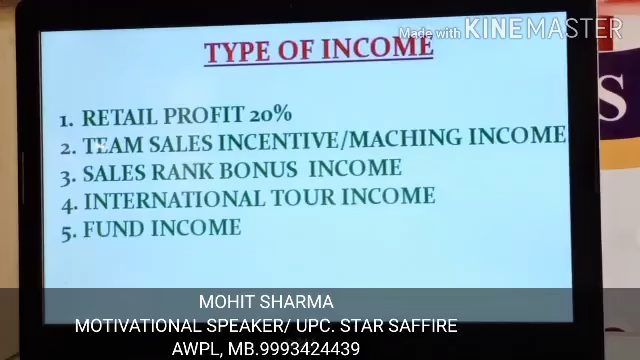 Made with KINEMASTER
TYPE OF INCOME
S
1. RETAIL PROFIT 20%
2. TEAM SALES INCENTIVE/MACHING INCOME
3. SALES RANK BONUS INCOME
4. INTERNATIONAL TOUR INCOME
5. FUND INCOME
MOHIT SHARMA
MOTIVATIONAL SPEAKER/ UPC. STAR SAFFIRE
AWPL, MB.9993424439